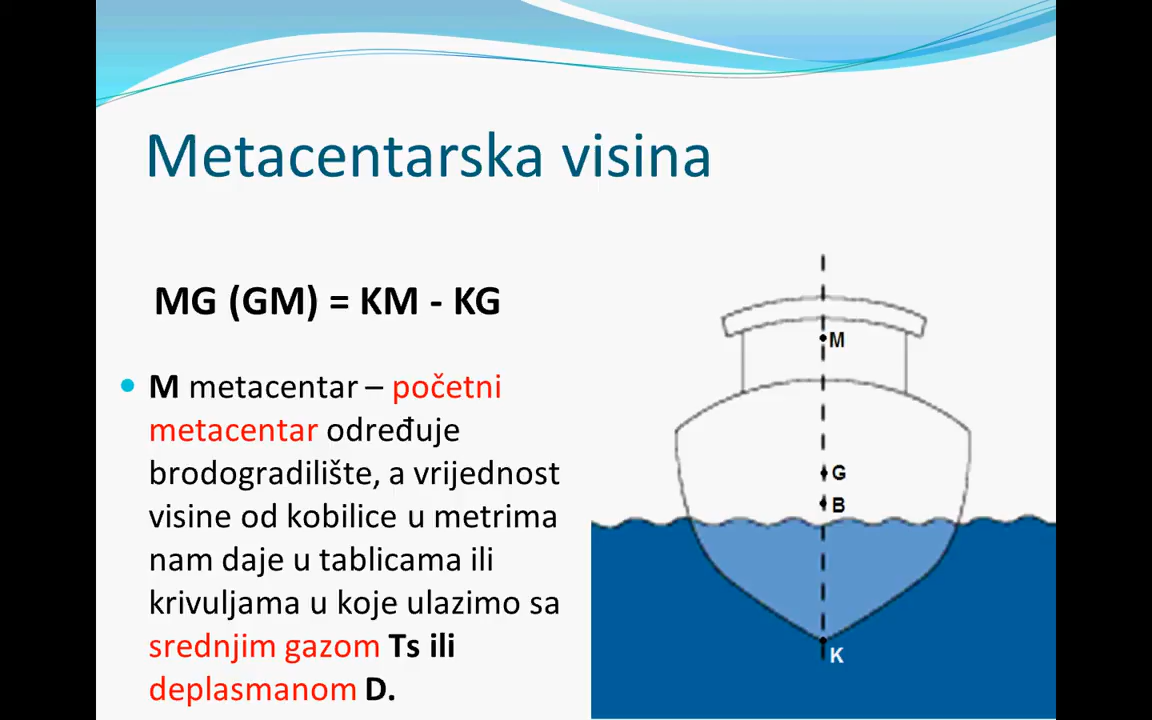 Metacentarska visina
MG (GM) = KM - KG
M metacentar – početni
metacentar određuje
brodogradilište, a vrijednost
visine od kobilice u metrima
nam daje u tablicama ili
krivuljama u koje ulazimo sa
srednjim gazom Ts ili
deplasmanom D.
M
G
B
K